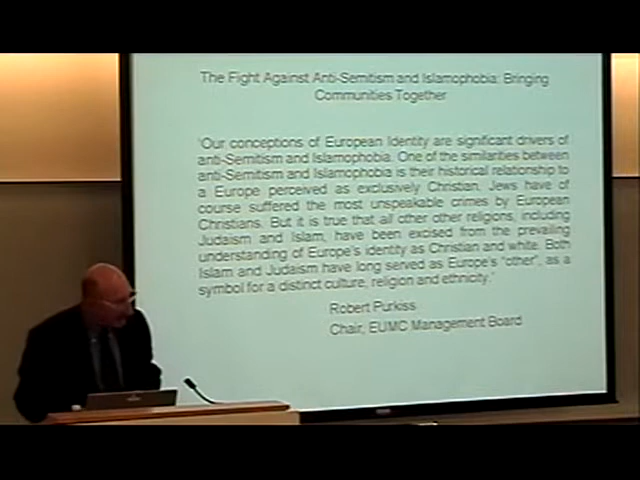 The Fight Against Anti-Semitism and Islamophobia: Bringing
Communities Together
'Our conceptions of European Identity are significant drivers of
anti-Semitism and Islamophobia. One of the similarities between
anti-Semitism and Islamophobia is their historical relationship to
a Europe perceived as exclusively Christian. Jews have of
course suffered the most unspeakable crimes by European
Christians. But it is true that all other other religions, including
Judaism and Islam, have been excised from the prevailing
understanding of Europe's identity as Christian and white. Both
Islam and Judaism have long served as Europe's "other", as a
symbol for a distinct culture, religion and ethnicity.'
Robert Purkiss
Chair, EUMC Management Board